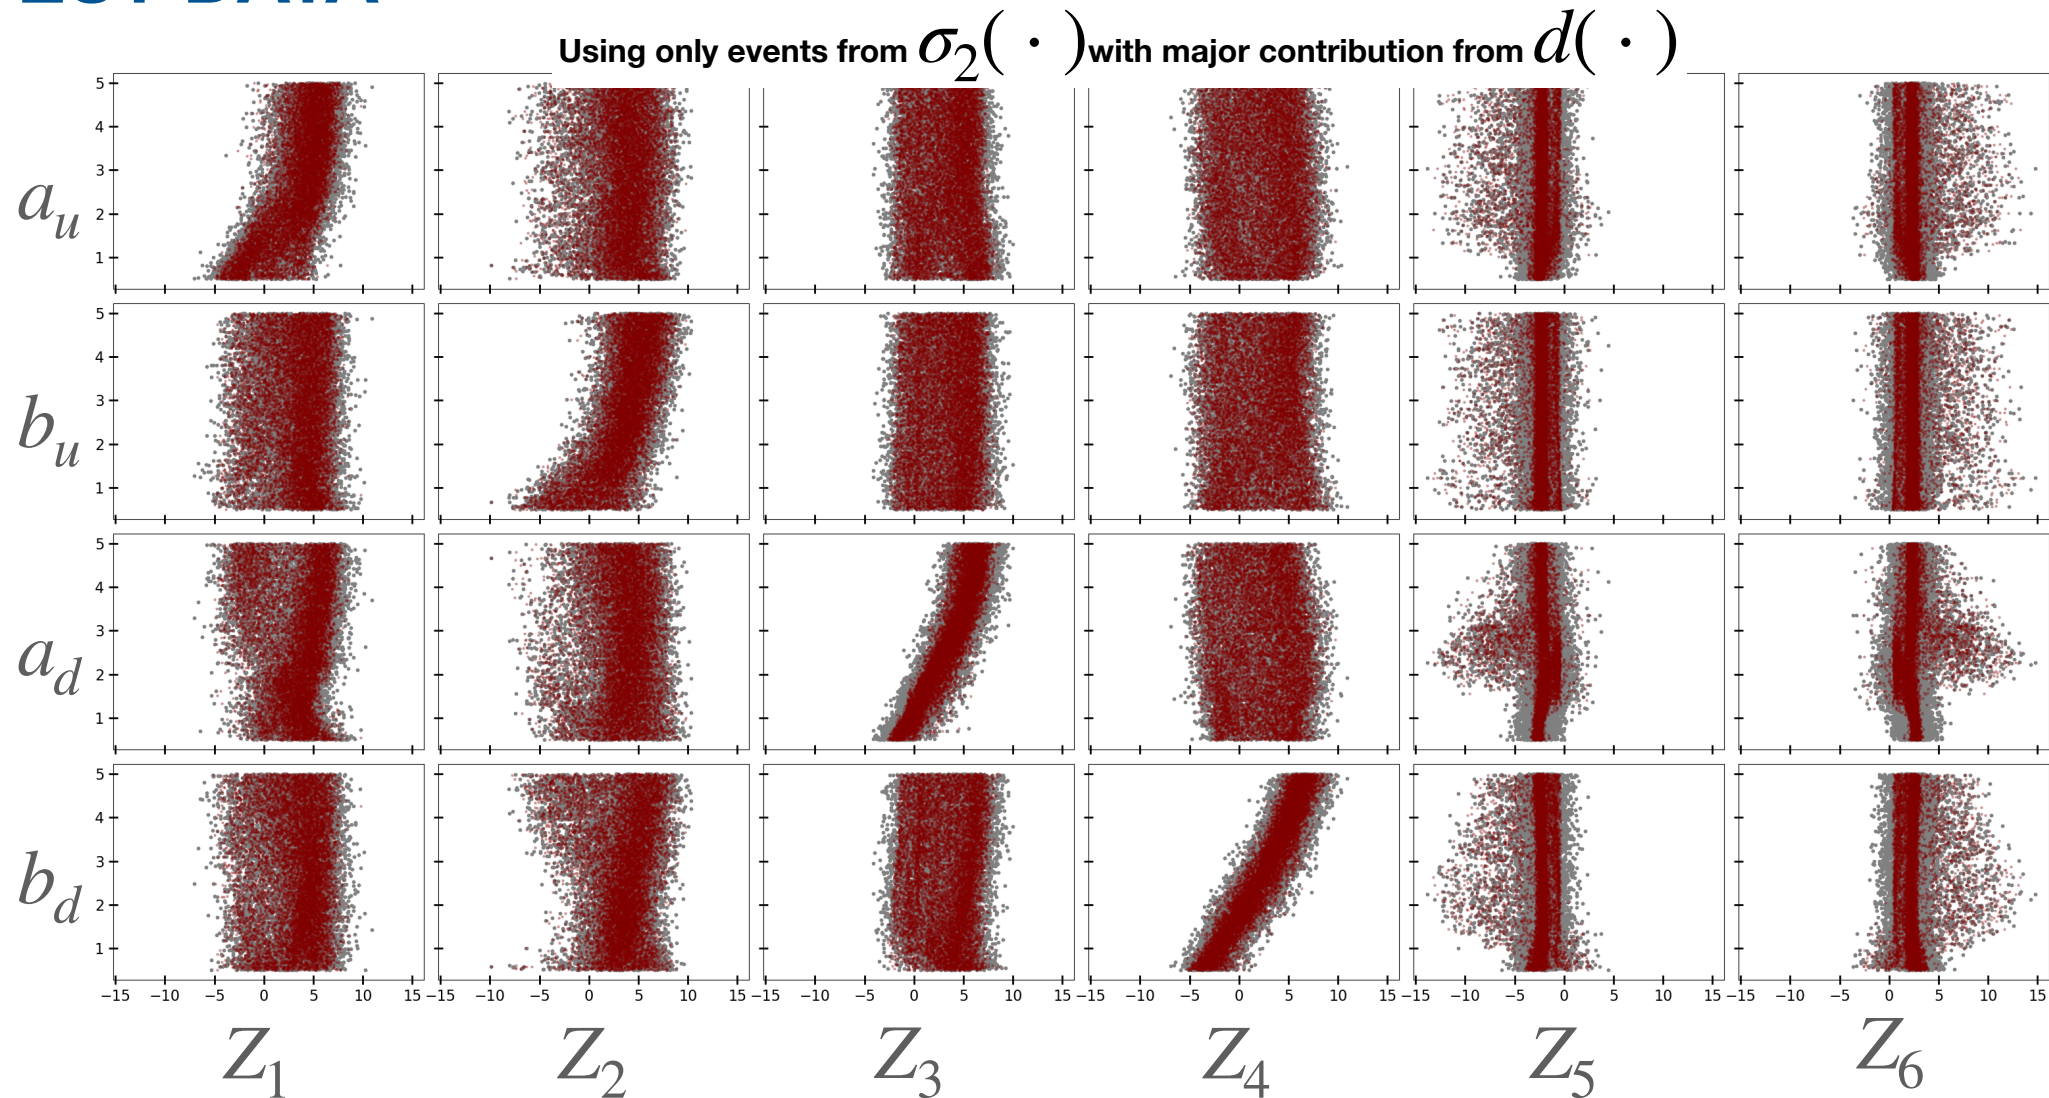 Using only events from σ₂( · ) with major contribution from d( · )
5
4
3
2
1
a_u
5
4
3
2
1
b_u
5
4
3
2
1
a_d
5
4
3
2
1
b_d
−15 −10 −5 0 5 10 15 −15 −10 −5 0 5 10 15 −15 −10 −5 0 5 10 15 −15 −10 −5 0 5 10 15 −15 −10 −5 0 5 10 15 −15 −10 −5 0 5 10 15
Z₁ Z₂ Z₃ Z₄ Z₅ Z₆